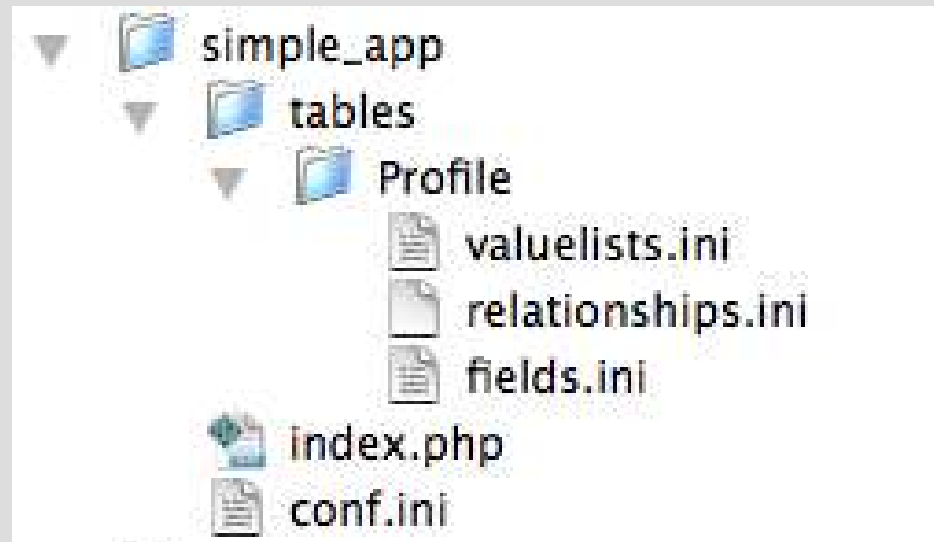 simple_app
tables
Profile
valuelists.ini
relationships.ini
fields.ini
index.php
conf.ini